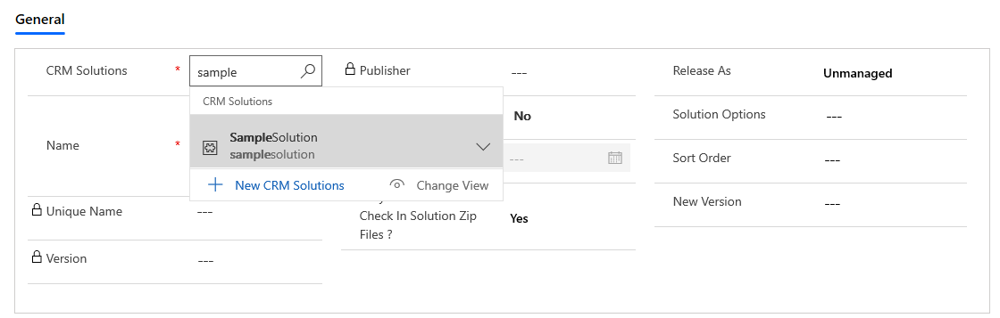 General
CRM Solutions * sample
CRM Solutions
SampleSolution
samplesolution
New CRM Solutions Change View
Name *
Unique Name ---
Version ---
Publisher ---
No
---
Check In Solution Zip
Files ?
Yes
Release As Unmanaged
Solution Options ---
Sort Order ---
New Version ---